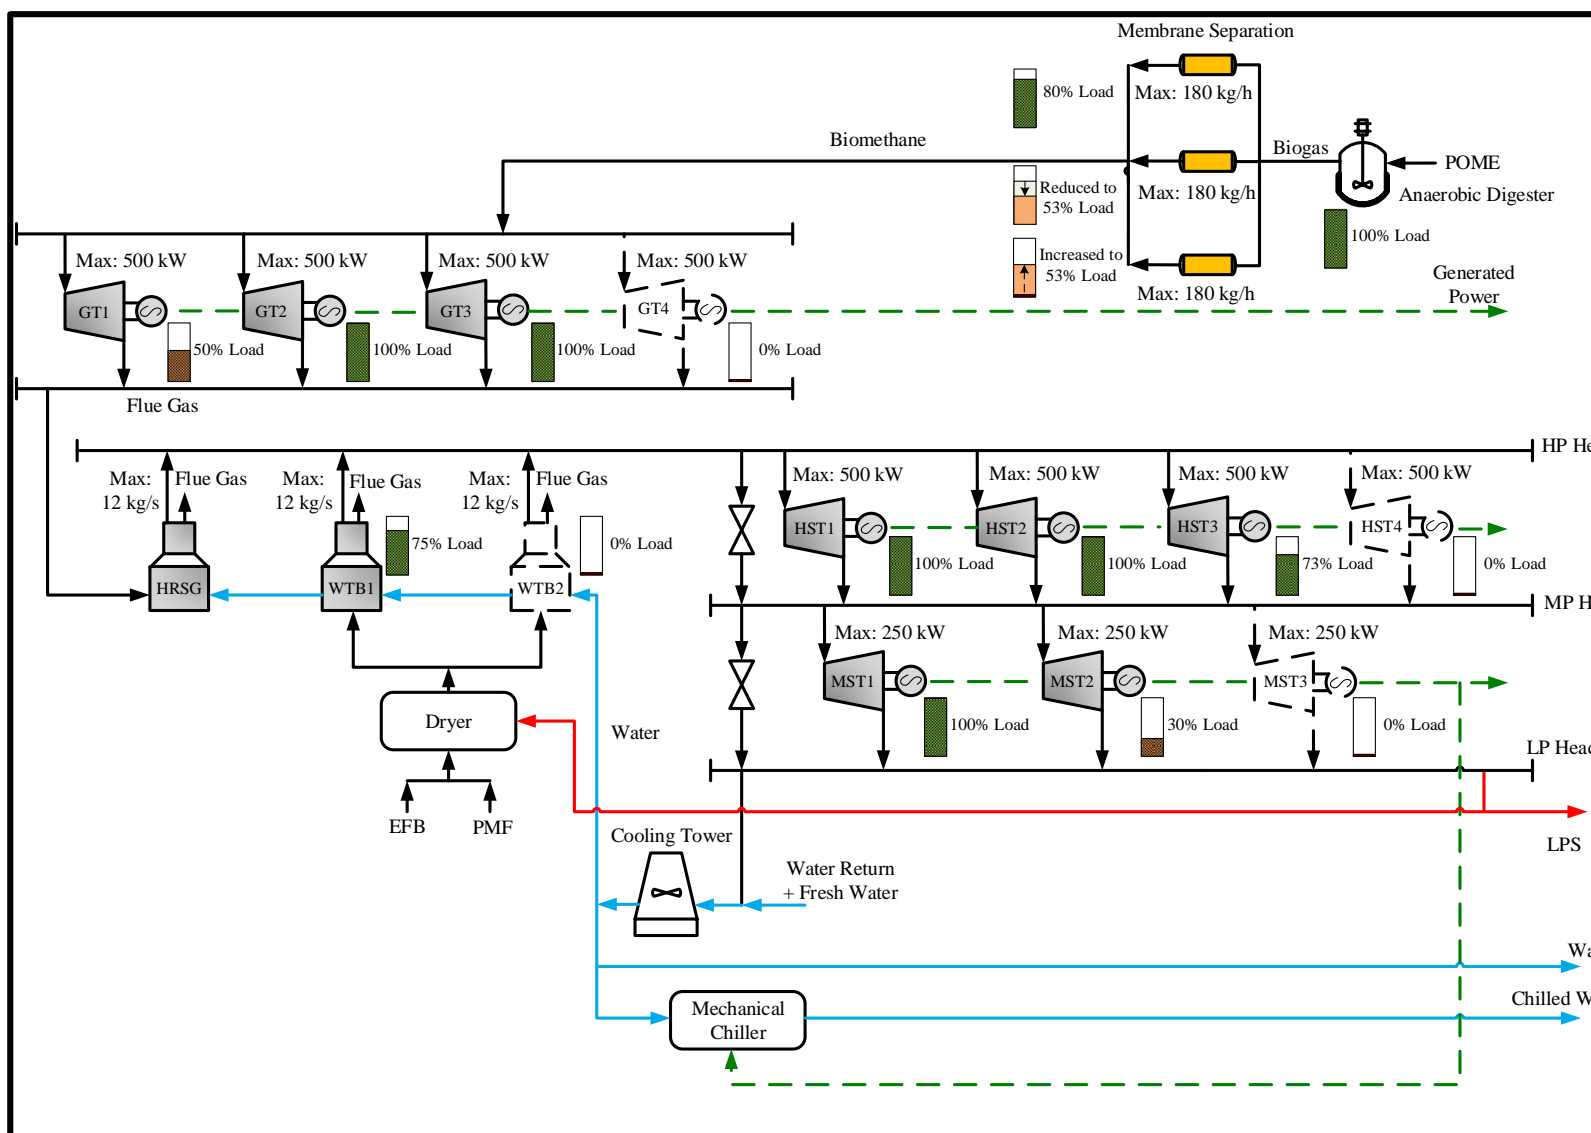 Membrane Separation
80% Load
Max: 180 kg/h
Biomethane
Biogas
POME
Reduced to
53% Load
Max: 180 kg/h
Anaerobic Digester
100% Load
Increased to
53% Load
Max: 180 kg/h
Generated
Power
Max: 500 kW
Max: 500 kW
Max: 500 kW
Max: 500 kW
GT1
GT2
GT3
GT4
50% Load
100% Load
100% Load
0% Load
Flue Gas
HP He
Max:
12 kg/s
Flue Gas
Max:
12 kg/s
Flue Gas
Max:
12 kg/s
Flue Gas
Max: 500 kW
Max: 500 kW
Max: 500 kW
Max: 500 kW
HST1
HST2
HST3
HST4
75% Load
0% Load
100% Load
100% Load
73% Load
0% Load
HRSG
WTB1
WTB2
MP H
Max: 250 kW
Max: 250 kW
Max: 250 kW
MST1
MST2
MST3
100% Load
30% Load
0% Load
Dryer
Water
LP Head
EFB
PMF
Cooling Tower
LPS
Water Return
+ Fresh Water
Wa
Chilled W
Mechanical
Chiller